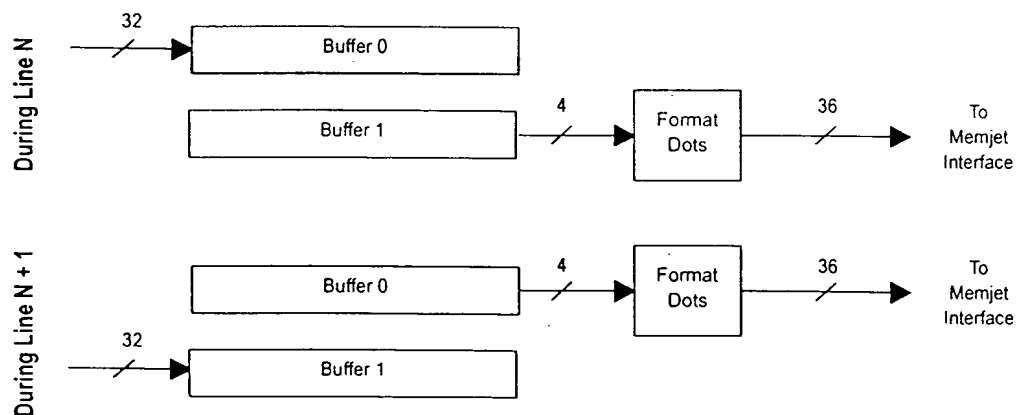 During Line N
32
Buffer 0
Buffer 1
4
Format
Dots
36
To
Memjet
Interface
During Line N + 1
Buffer 0
4
Format
Dots
36
To
Memjet
Interface
32
Buffer 1